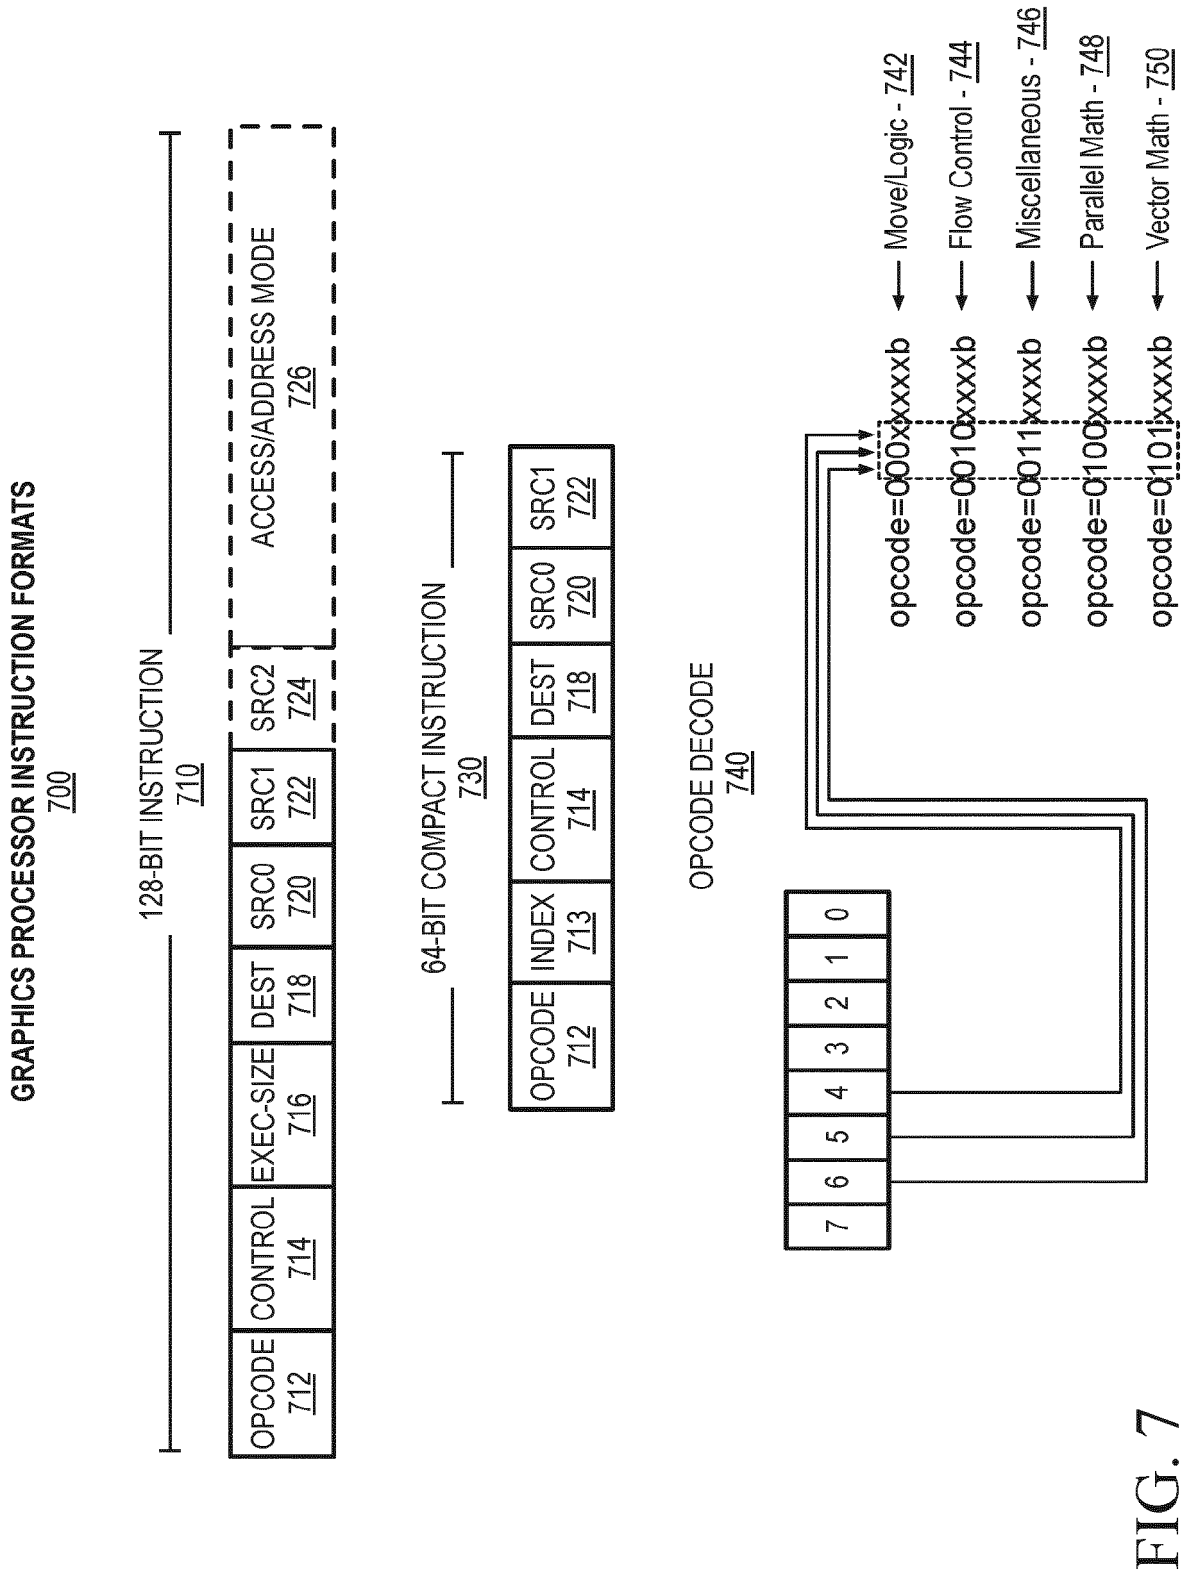 GRAPHICS PROCESSOR INSTRUCTION FORMATS
700
128-BIT INSTRUCTION
710
OPCODE
712
CONTROL
714
EXEC-SIZE
716
DEST
718
SRC0
720
SRC1
722
SRC2
724
ACCESS/ADDRESS MODE
726
64-BIT COMPACT INSTRUCTION
730
OPCODE
712
INDEX
713
CONTROL
714
DEST
718
SRC0
720
SRC1
722
OPCODE DECODE
740
7 6 5 4 3 2 1 0
opcode=000xxxxxb Move/Logic - 742
opcode=0010xxxxb Flow Control - 744
opcode=0011xxxxb Miscellaneous - 746
opcode=0100xxxxb Parallel Math - 748
opcode=0101xxxxb Vector Math - 750
FIG. 7